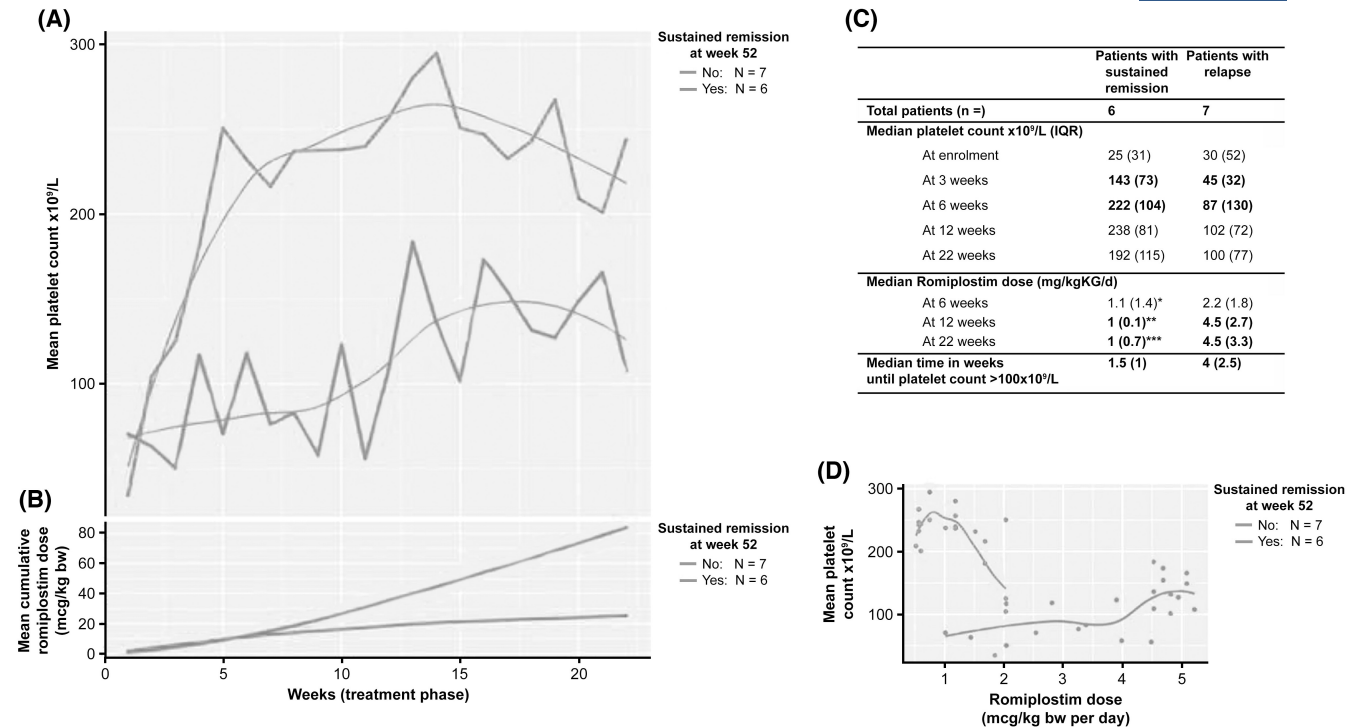 (A)
300
200
100
Mean platelet count x10⁹/L
Sustained remission
at week 52
No: N = 7
Yes: N = 6
(B)
80
60
40
20
0
Mean cumulative
romiplostim dose
(mcg/kg bw)
0 5 10 15 20
Weeks (treatment phase)
Sustained remission
at week 52
No: N = 7
Yes: N = 6
(C)
Patients with Patients with
sustained relapse
remission
Total patients (n =) 6 7
Median platelet count x10⁹/L (IQR)
At enrolment 25 (31) 30 (52)
At 3 weeks 143 (73) 45 (32)
At 6 weeks 222 (104) 87 (130)
At 12 weeks 238 (81) 102 (72)
At 22 weeks 192 (115) 100 (77)
Median Romiplostim dose (mg/kgKG/d)
At 6 weeks 1.1 (1.4)* 2.2 (1.8)
At 12 weeks 1 (0.1)** 4.5 (2.7)
At 22 weeks 1 (0.7)*** 4.5 (3.3)
Median time in weeks 1.5 (1) 4 (2.5)
until platelet count >100x10⁹/L
(D)
300
200
100
Mean platelet
count x10⁹/L
1 2 3 4 5
Romiplostim dose
(mcg/kg bw per day)
Sustained remission
at week 52
No: N = 7
Yes: N = 6